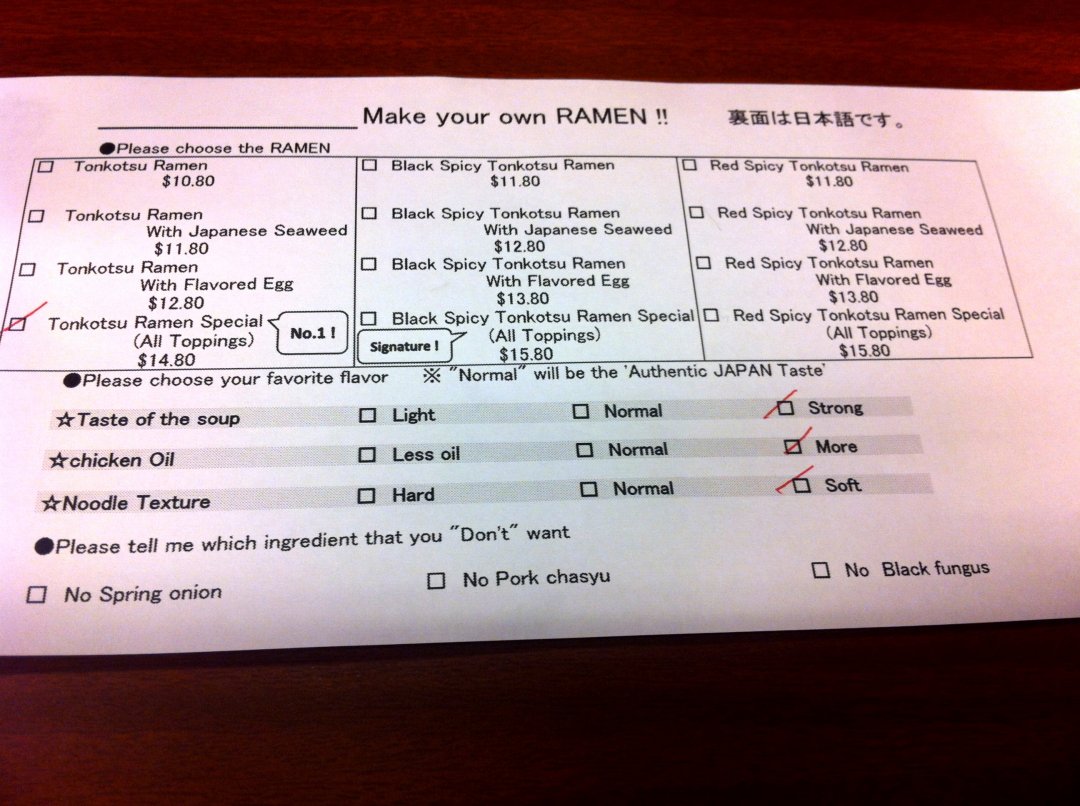 Make your own RAMEN !! 裏面は日本語です。
●Please choose the RAMEN
☐ Tonkotsu Ramen
$10.80
☐ Tonkotsu Ramen
With Japanese Seaweed
$11.80
☐ Tonkotsu Ramen
With Flavored Egg
$12.80
☑ Tonkotsu Ramen Special
(All Toppings)
$14.80
No.1 !
☐ Black Spicy Tonkotsu Ramen
$11.80
☐ Black Spicy Tonkotsu Ramen
With Japanese Seaweed
$12.80
☐ Black Spicy Tonkotsu Ramen
With Flavored Egg
$13.80
☐ Black Spicy Tonkotsu Ramen Special
(All Toppings)
$15.80
Signature !
☐ Red Spicy Tonkotsu Ramen
$11.80
☐ Red Spicy Tonkotsu Ramen
With Japanese Seaweed
$12.80
☐ Red Spicy Tonkotsu Ramen
With Flavored Egg
$13.80
☐ Red Spicy Tonkotsu Ramen Special
(All Toppings)
$15.80
●Please choose your favorite flavor ※ "Normal" will be the 'Authentic JAPAN Taste'
☆Taste of the soup ☐ Light ☐ Normal ☑ Strong
☆chicken Oil ☐ Less oil ☐ Normal ☑ More
☆Noodle Texture ☐ Hard ☐ Normal ☑ Soft
●Please tell me which ingredient that you "Don't" want
☐ No Spring onion ☐ No Pork chasyu ☐ No Black fungus